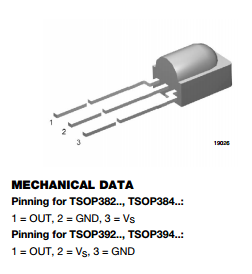 1
2
3
19026
MECHANICAL DATA
Pinning for TSOP382.., TSOP384..:
1 = OUT, 2 = GND, 3 = VS
Pinning for TSOP392.., TSOP394..:
1 = OUT, 2 = VS, 3 = GND